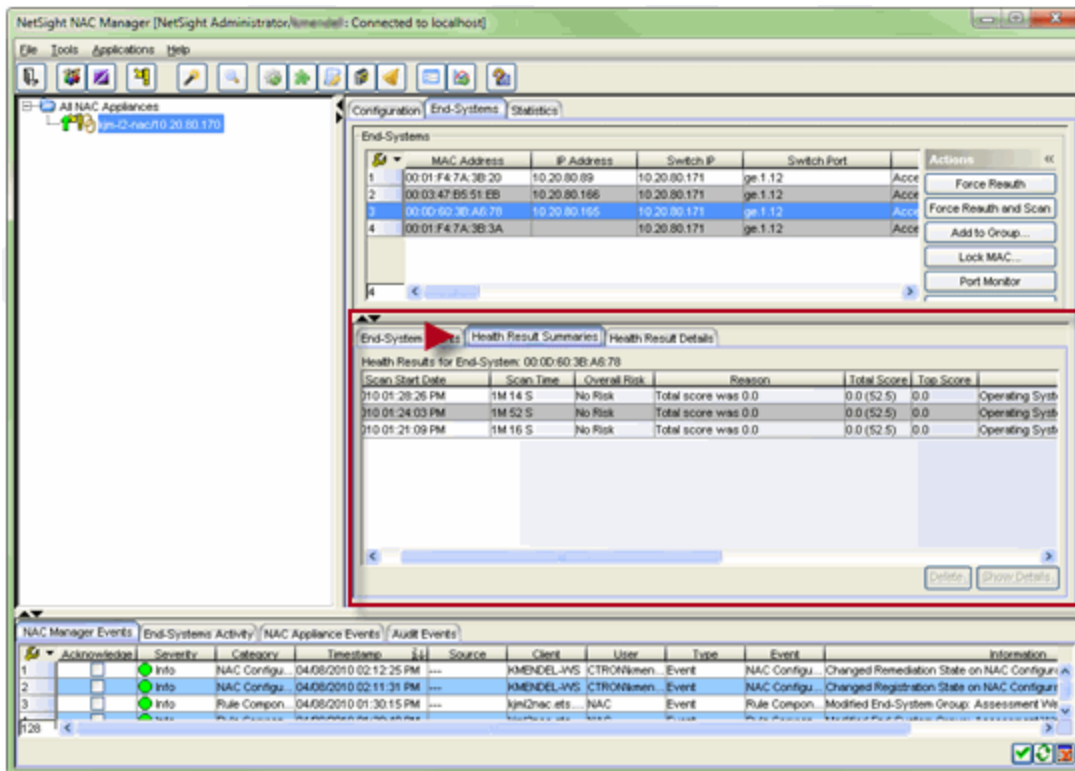 NetSight NAC Manager [NetSight Administrator/ : Connected to localhost]
File Tools Applications Help
All NAC Appliances
kjm-l2-nac/10.20.80.170
Configuration End-Systems Statistics
End-Systems
MAC Address IP Address Switch IP Switch Port
1 00:01:F4:7A:3B:20 10.20.80.89 10.20.80.171 ge.1.12 Acce
2 00:03:47:B5:51:EB 10.20.80.166 10.20.80.171 ge.1.12 Acce
3 00:0D:60:3B:A6:78 10.20.80.165 10.20.80.171 ge.1.12 Acce
4 00:01:F4:7A:3B:3A 10.20.80.171 ge.1.12 Acce
4
Actions «
Force Reauth
Force Reauth and Scan
Add to Group...
Lock MAC...
Port Monitor
End-System ts Health Result Summaries Health Result Details
Health Results for End-System: 00:0D:60:3B:A6:78
Scan Start Date Scan Time Overall Risk Reason Total Score Top Score
010 01:28:26 PM 1M 14 S No Risk Total score was 0.0 0.0 (52.5) 0.0 Operating Syst
010 01:24:03 PM 1M 52 S No Risk Total score was 0.0 0.0 (52.5) 0.0 Operating Syst
010 01:21:09 PM 1M 16 S No Risk Total score was 0.0 0.0 (52.5) 0.0 Operating Syst
Delete Show Details
NAC Manager Events End-Systems Activity NAC Appliance Events Audit Events
Acknowledge Severity Category Timestamp Source Client User Type Event Information
1 Info NAC Configu... 04/08/2010 02:12:25 PM --- KMENDEL-WS CTRON\kmen... Event NAC Configu... Changed Remediation State on NAC Configura
2 Info NAC Configu... 04/08/2010 02:11:31 PM --- KMENDEL-WS CTRON\kmen... Event NAC Configu... Changed Registration State on NAC Configura
3 Info Rule Compon... 04/08/2010 01:30:15 PM --- kjml2nac.ets.... NAC Event Rule Compon... Modified End-System Group: Assessment Wa
128